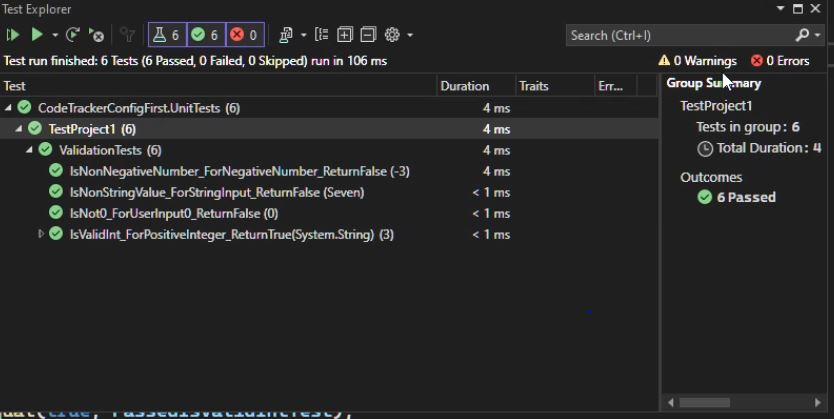 Test Explorer
6 6 0
Search (Ctrl+I)
Test run finished: 6 Tests (6 Passed, 0 Failed, 0 Skipped) run in 106 ms
0 Warnings 0 Errors
Test Duration Traits Err...
Group Summary
CodeTrackerConfigFirst.UnitTests (6) 4 ms
TestProject1
TestProject1 (6) 4 ms
Tests in group: 6
ValidationTests (6) 4 ms
Total Duration: 4
IsNonNegativeNumber_ForNegativeNumber_ReturnFalse (-3) 4 ms
Outcomes
IsNonStringValue_ForStringInput_ReturnFalse (Seven) < 1 ms
6 Passed
IsNot0_ForUserInput0_ReturnFalse (0) < 1 ms
IsValidInt_ForPositiveInteger_ReturnTrue(System.String) (3) < 1 ms